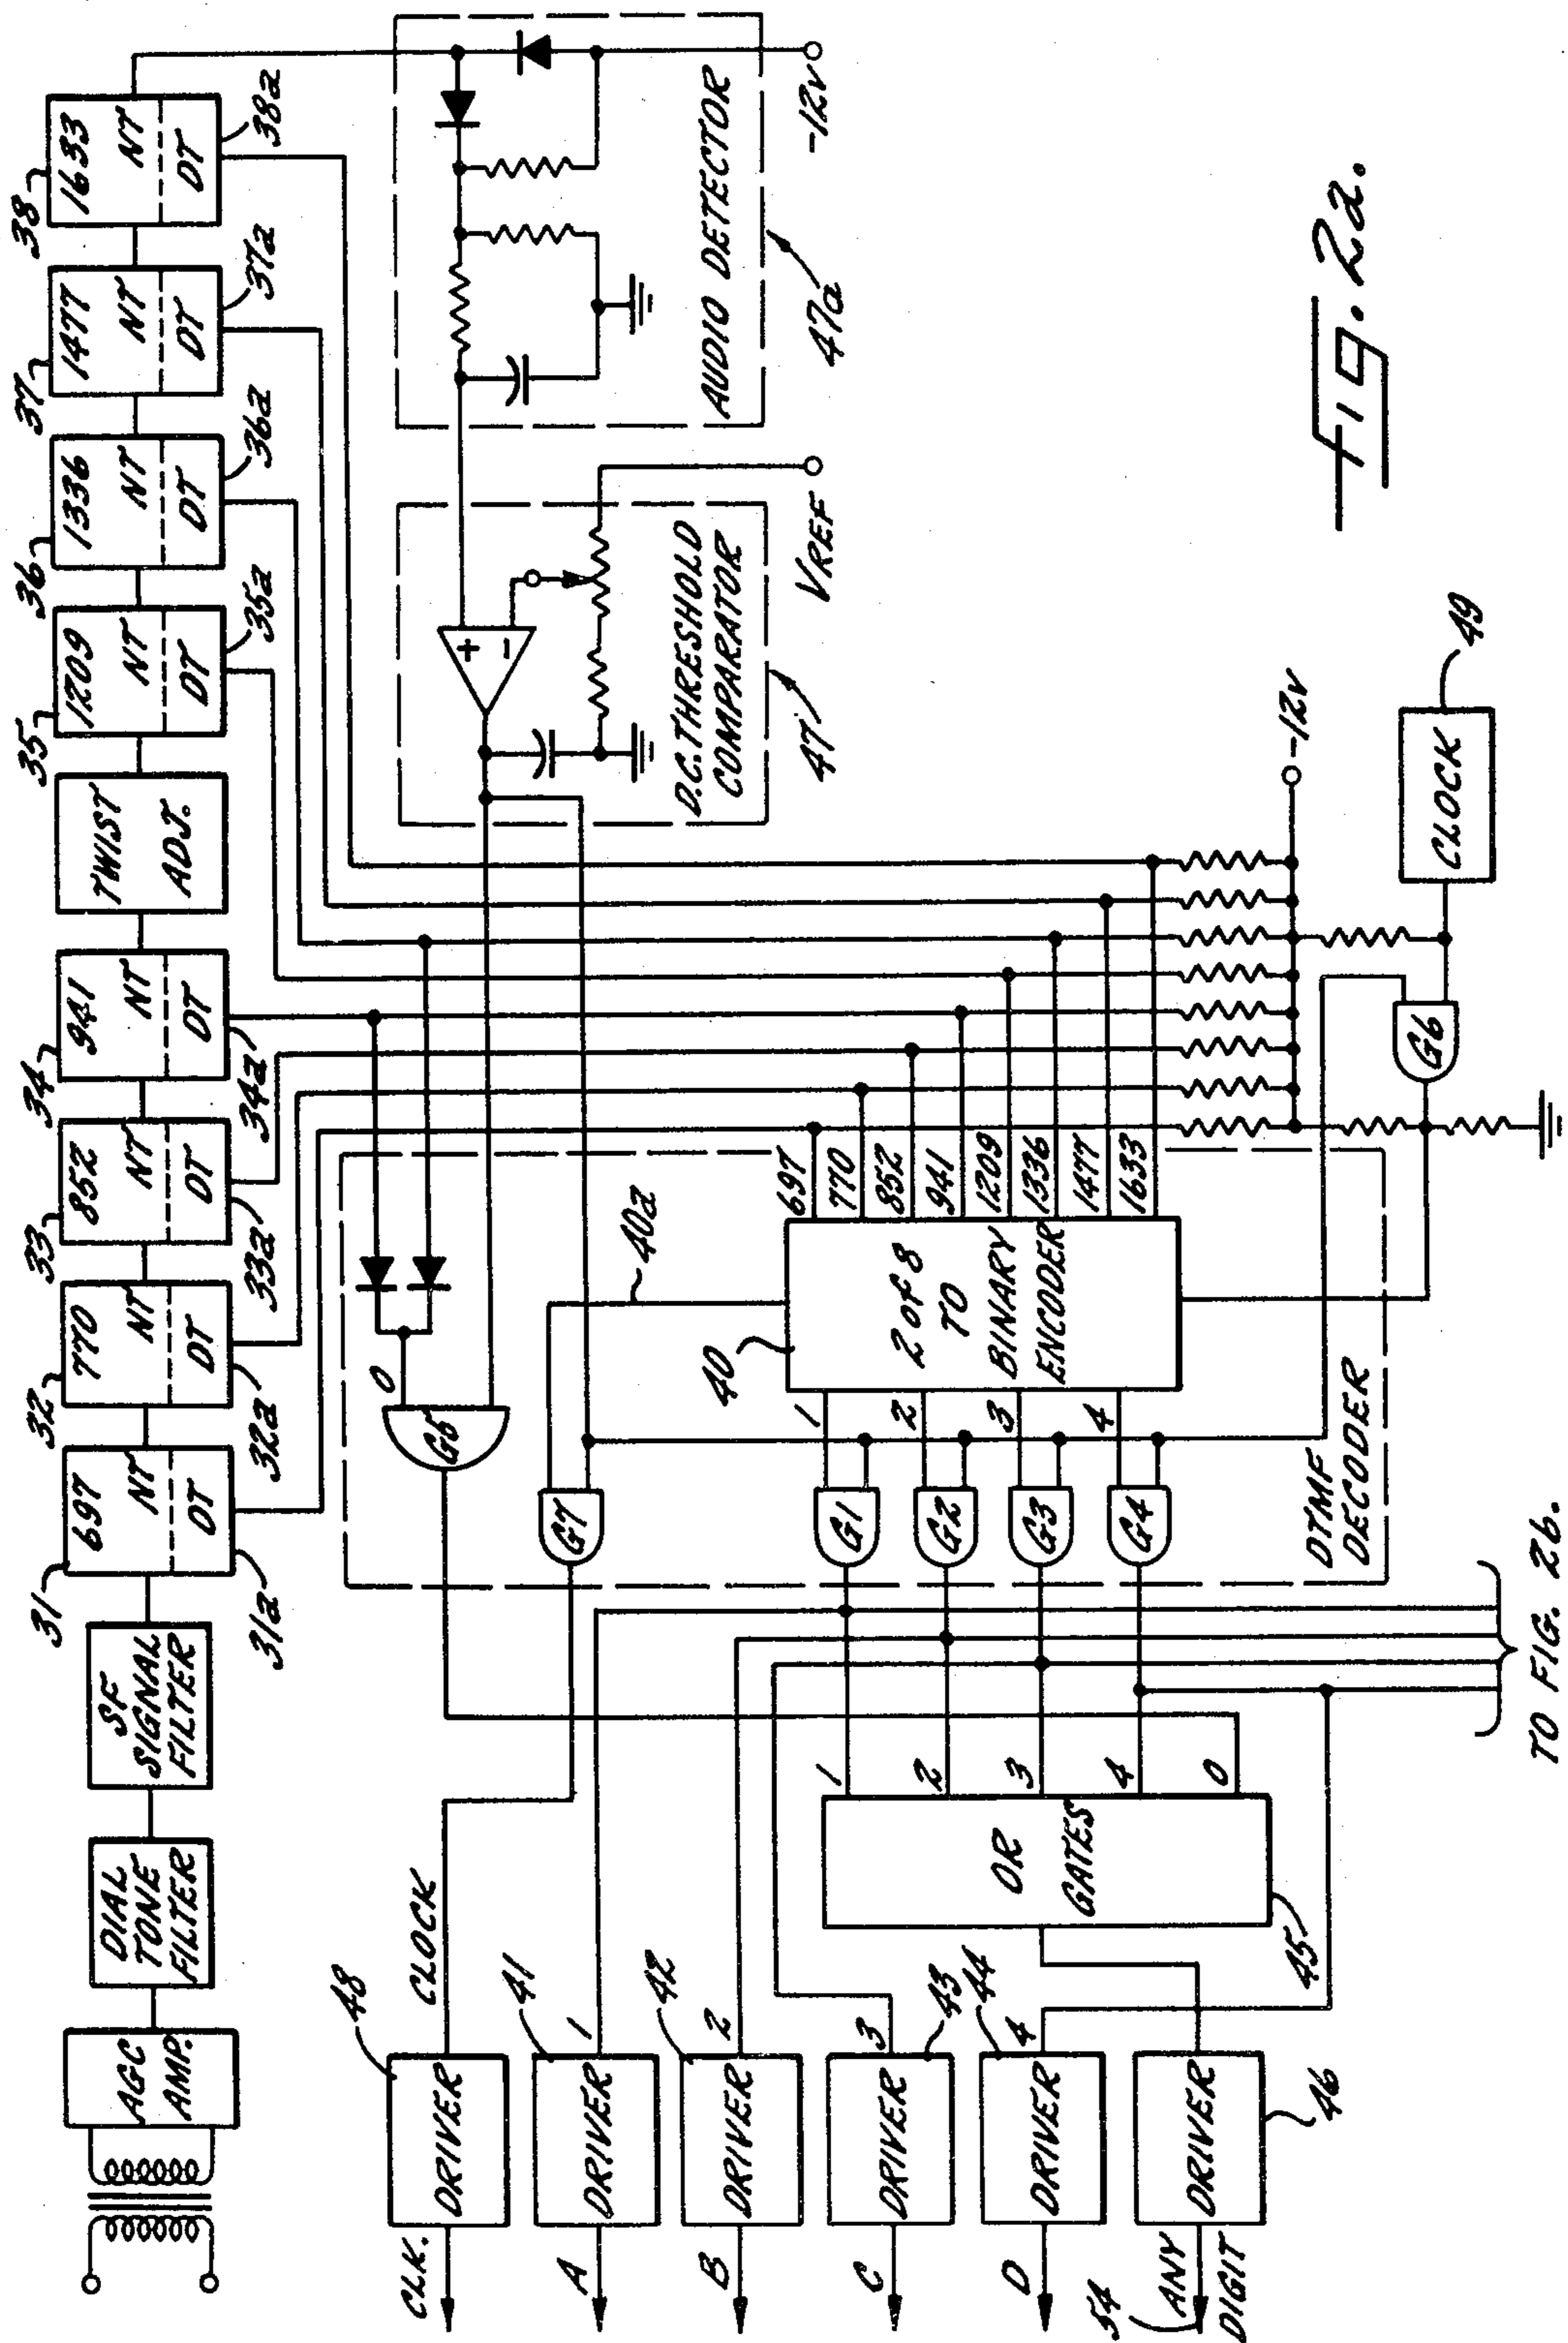 AGC
AMP.
DIAL
TONE
FILTER
SF
SIGNAL
FILTER
31
697
NT
DT
31a
32
770
NT
DT
32a
33
852
NT
DT
33a
34
941
NT
DT
34a
TWIST
ADJ.
35
1209
NT
DT
35a
36
1336
NT
DT
36a
37
1477
NT
DT
37a
38
1633
NT
DT
38a
AUDIO DETECTOR
47a
-12V
+
-
D.C. THRESHOLD
COMPARATOR
47
VREF
0
G5
G7
40a
40
2 of 8
TO
BINARY
ENCODER
697
770
852
941
1209
1336
1477
1633
1
2
3
4
G1
G2
G3
G4
DTMF
DECODER
-12V
G6
CLOCK
49
48
DRIVER
CLOCK
CLK.
41
DRIVER
1
A
42
DRIVER
2
B
DRIVER
3
43
C
44
DRIVER
4
D
DRIVER
46
54
ANY
DIGIT
1
2
3
4
0
OR
GATES
45
TO FIG. 2b.
Fig. 2a.